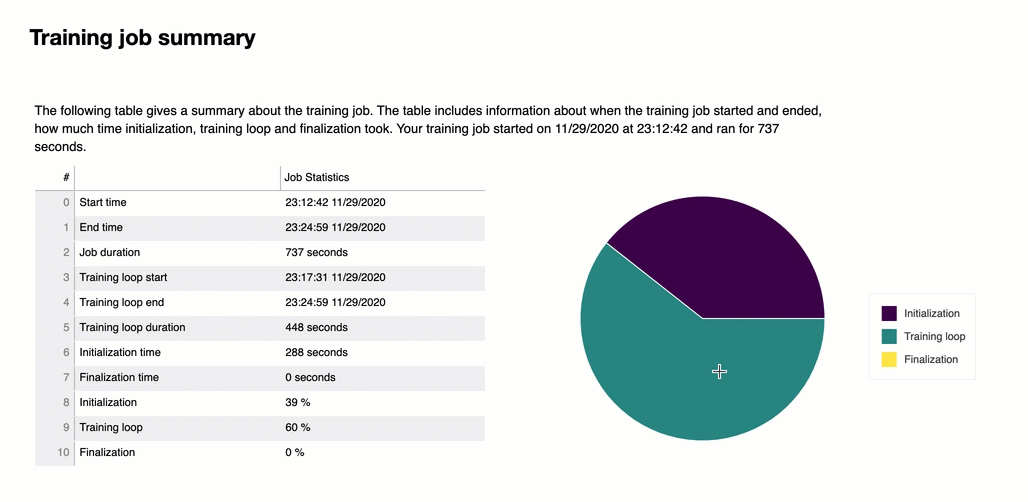 Training job summary
The following table gives a summary about the training job. The table includes information about when the training job started and ended,
how much time initialization, training loop and finalization took. Your training job started on 11/29/2020 at 23:12:42 and ran for 737
seconds.
# Job Statistics
0 Start time 23:12:42 11/29/2020
1 End time 23:24:59 11/29/2020
2 Job duration 737 seconds
3 Training loop start 23:17:31 11/29/2020
4 Training loop end 23:24:59 11/29/2020
5 Training loop duration 448 seconds
6 Initialization time 288 seconds
7 Finalization time 0 seconds
8 Initialization 39 %
9 Training loop 60 %
10 Finalization 0 %
Initialization
Training loop
Finalization